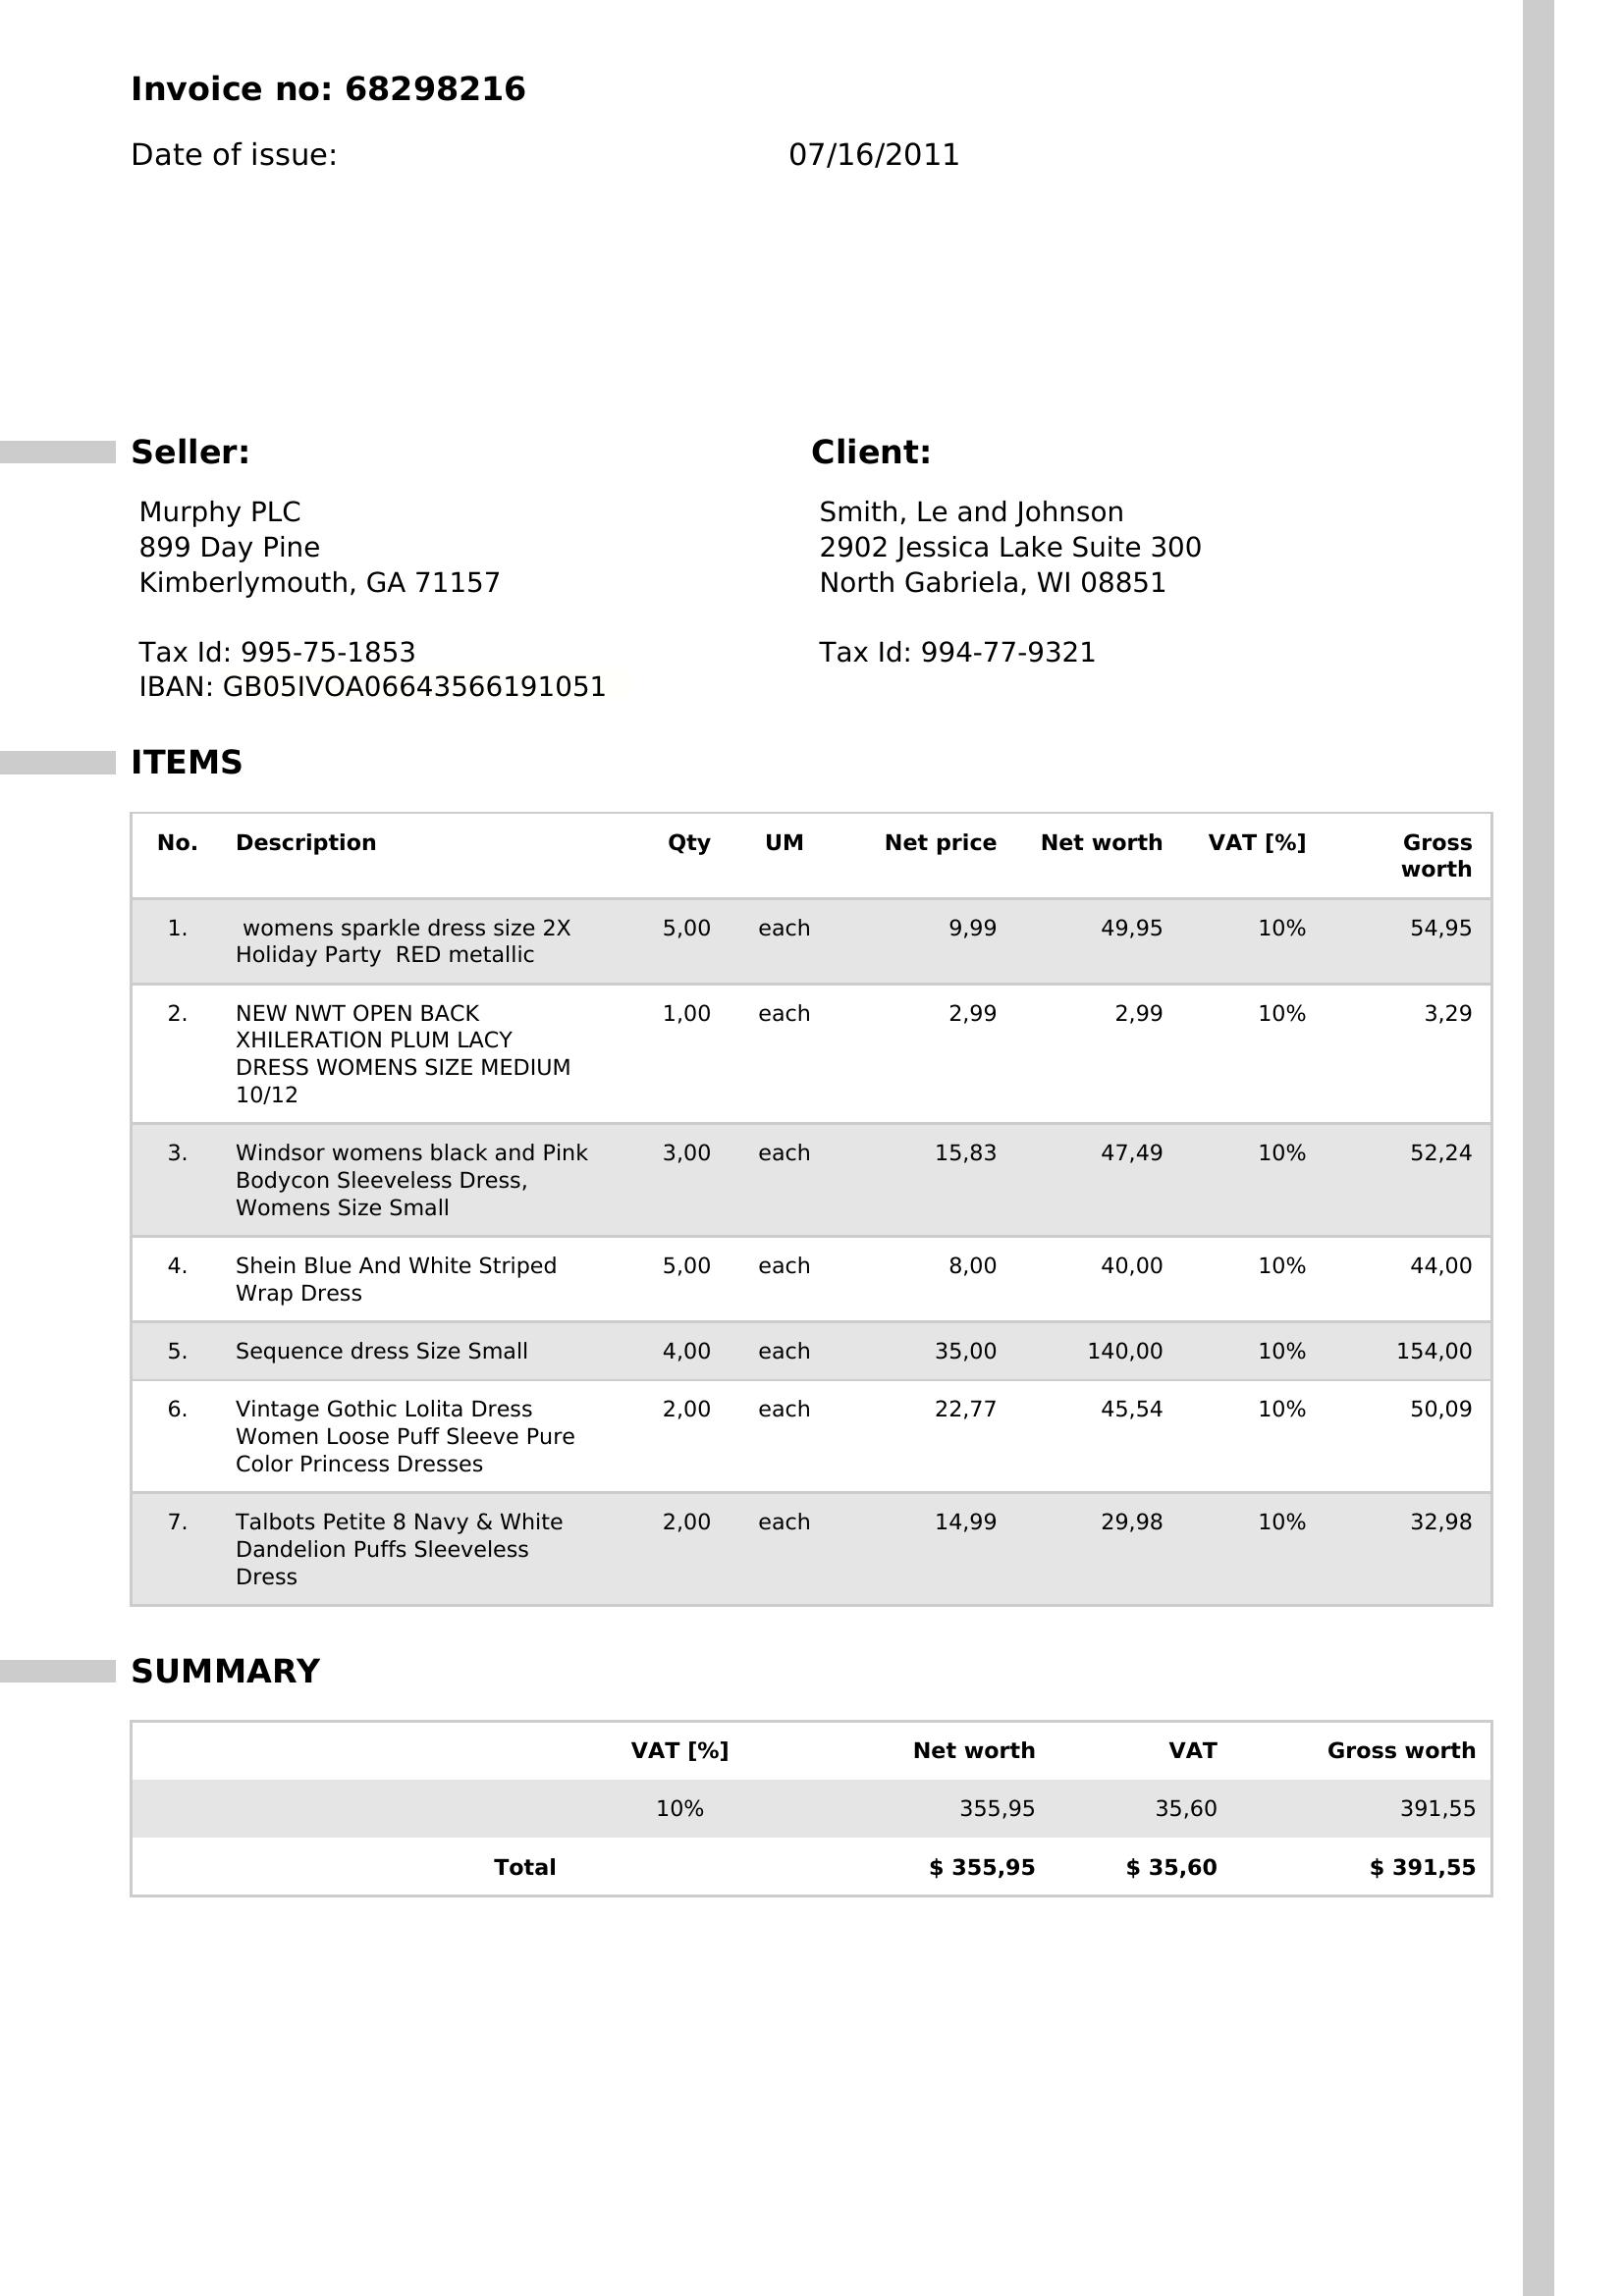 Invoice no: 68298216
Date of issue: 07/16/2011
Seller: Client:
Murphy PLC Smith, Le and Johnson
899 Day Pine 2902 Jessica Lake Suite 300
Kimberlymouth, GA 71157 North Gabriela, WI 08851
Tax Id: 995-75-1853 Tax Id: 994-77-9321
IBAN: GB05IVOA06643566191051
ITEMS
No. Description Qty UM Net price Net worth VAT [%] Gross
worth
1. womens sparkle dress size 2X 5,00 each 9,99 49,95 10% 54,95
Holiday Party  RED metallic
2. NEW NWT OPEN BACK 1,00 each 2,99 2,99 10% 3,29
XHILERATION PLUM LACY
DRESS WOMENS SIZE MEDIUM
10/12
3. Windsor womens black and Pink 3,00 each 15,83 47,49 10% 52,24
Bodycon Sleeveless Dress,
Womens Size Small
4. Shein Blue And White Striped 5,00 each 8,00 40,00 10% 44,00
Wrap Dress
5. Sequence dress Size Small 4,00 each 35,00 140,00 10% 154,00
6. Vintage Gothic Lolita Dress 2,00 each 22,77 45,54 10% 50,09
Women Loose Puff Sleeve Pure
Color Princess Dresses
7. Talbots Petite 8 Navy & White 2,00 each 14,99 29,98 10% 32,98
Dandelion Puffs Sleeveless
Dress
SUMMARY
VAT [%] Net worth VAT Gross worth
10% 355,95 35,60 391,55
Total $ 355,95 $ 35,60 $ 391,55